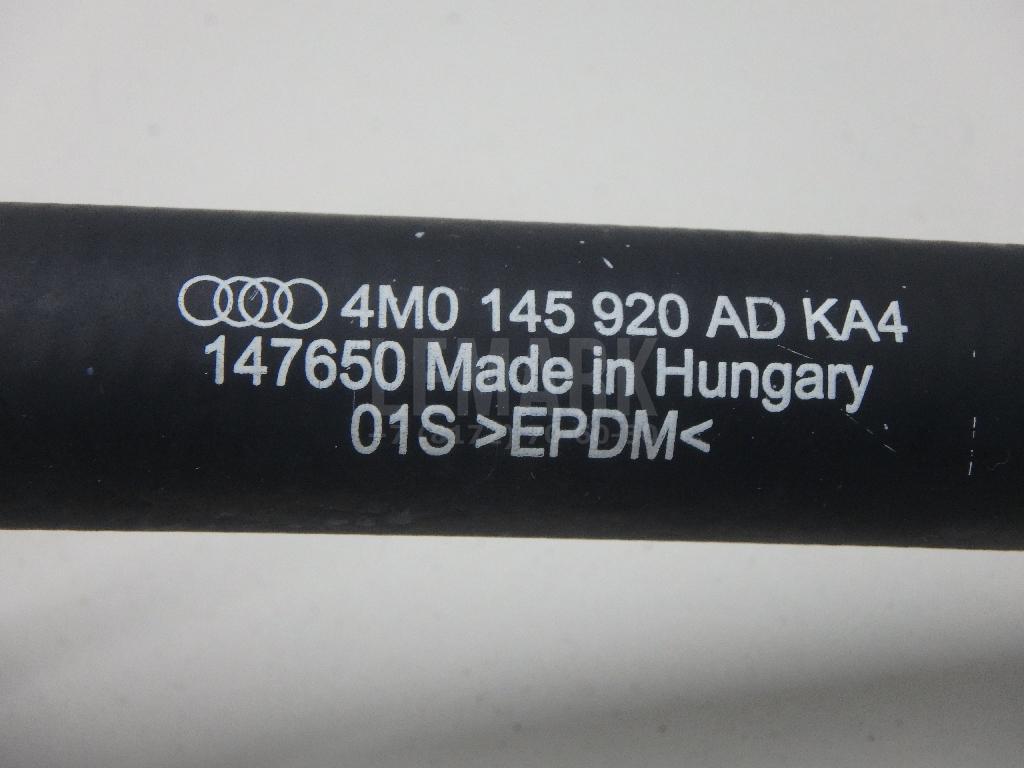 4M0 145 920 AD KA4
147650 Made in Hungary
01S >EPDM<